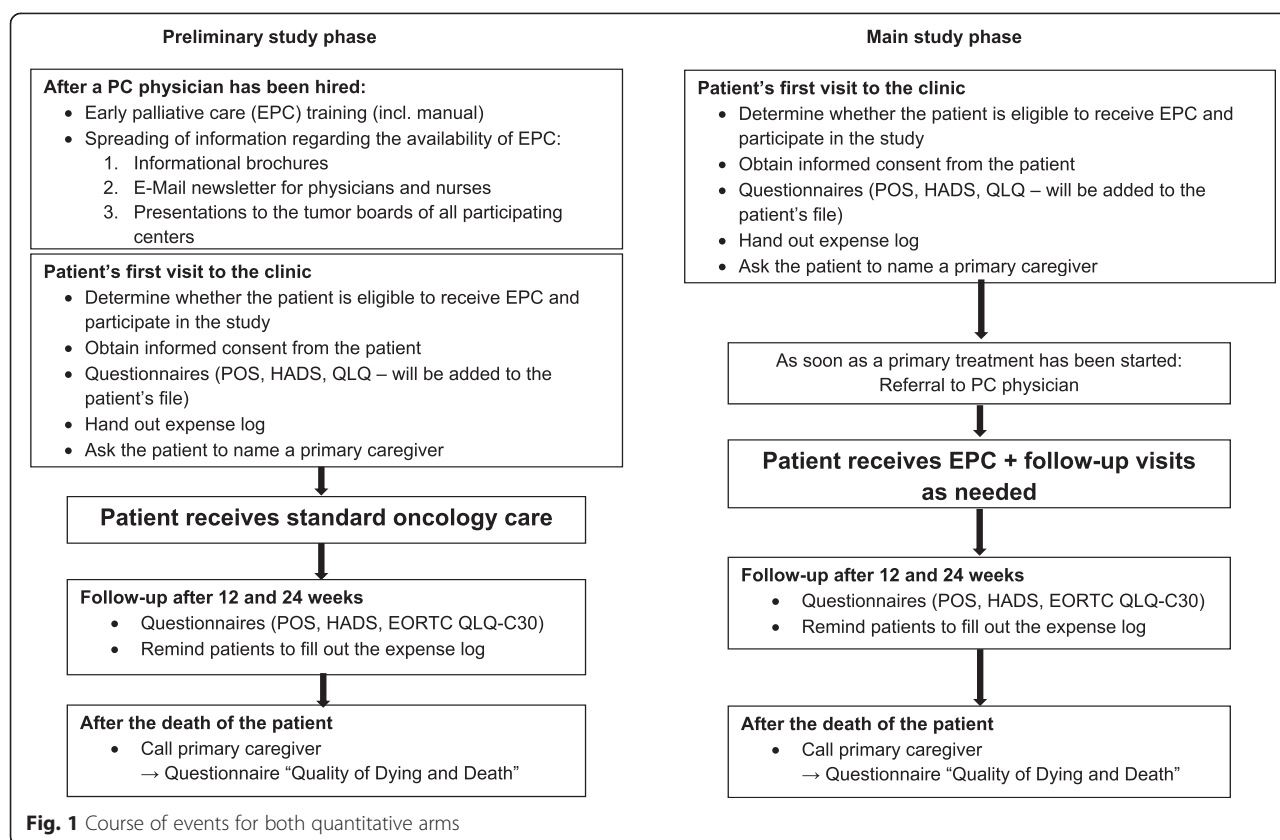 Preliminary study phase
After a PC physician has been hired:
• Early palliative care (EPC) training (incl. manual)
• Spreading of information regarding the availability of EPC:
1. Informational brochures
2. E-Mail newsletter for physicians and nurses
3. Presentations to the tumor boards of all participating
centers
Patient's first visit to the clinic
• Determine whether the patient is eligible to receive EPC and
participate in the study
• Obtain informed consent from the patient
• Questionnaires (POS, HADS, QLQ – will be added to the
patient's file)
• Hand out expense log
• Ask the patient to name a primary caregiver
Patient receives standard oncology care
Follow-up after 12 and 24 weeks
• Questionnaires (POS, HADS, EORTC QLQ-C30)
• Remind patients to fill out the expense log
After the death of the patient
• Call primary caregiver
→ Questionnaire “Quality of Dying and Death”
Main study phase
Patient's first visit to the clinic
• Determine whether the patient is eligible to receive EPC and
participate in the study
• Obtain informed consent from the patient
• Questionnaires (POS, HADS, QLQ – will be added to the
patient's file)
• Hand out expense log
• Ask the patient to name a primary caregiver
As soon as a primary treatment has been started:
Referral to PC physician
Patient receives EPC + follow-up visits
as needed
Follow-up after 12 and 24 weeks
• Questionnaires (POS, HADS, EORTC QLQ-C30)
• Remind patients to fill out the expense log
After the death of the patient
• Call primary caregiver
→ Questionnaire “Quality of Dying and Death”
Fig. 1 Course of events for both quantitative arms